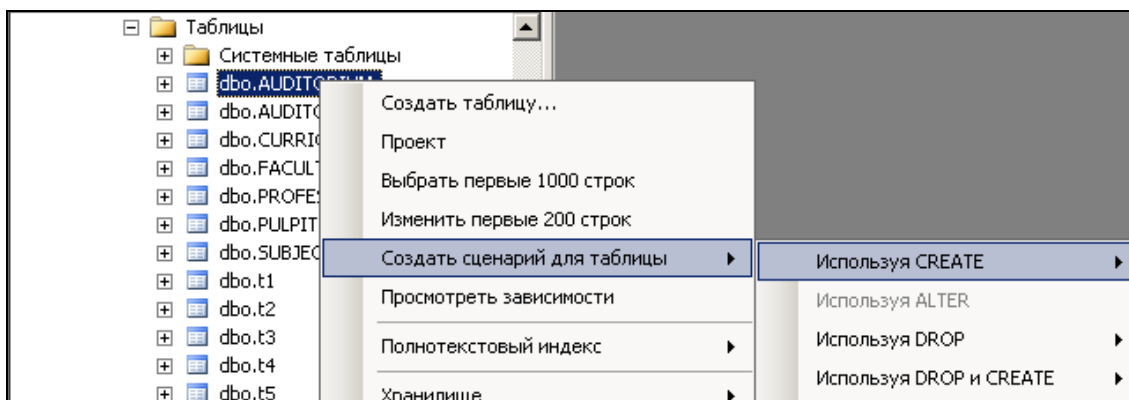 Таблицы
Системные таблицы
dbo.AUDITORIUM
dbo.AUDITO
dbo.CURRIC
dbo.FACULT
dbo.PROFES
dbo.PULPIT
dbo.SUBJEC
dbo.t1
dbo.t2
dbo.t3
dbo.t4
dbo.t5
Создать таблицу...
Проект
Выбрать первые 1000 строк
Изменить первые 200 строк
Создать сценарий для таблицы
Просмотреть зависимости
Полнотекстовый индекс
Хранилище
Используя CREATE
Используя ALTER
Используя DROP
Используя DROP и CREATE